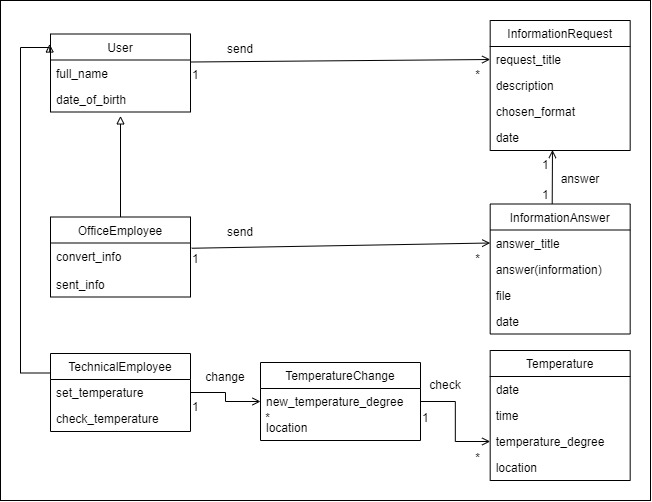 User
full_name
date_of_birth
send
1
*
InformationRequest
request_title
description
chosen_format
date
1
answer
1
OfficeEmployee
convert_info
sent_info
send
1
*
InformationAnswer
answer_title
answer(information)
file
date
TechnicalEmployee
set_temperature
check_temperature
change
1
TemperatureChange
new_temperature_degree
*
location
check
1
*
Temperature
date
time
temperature_degree
location